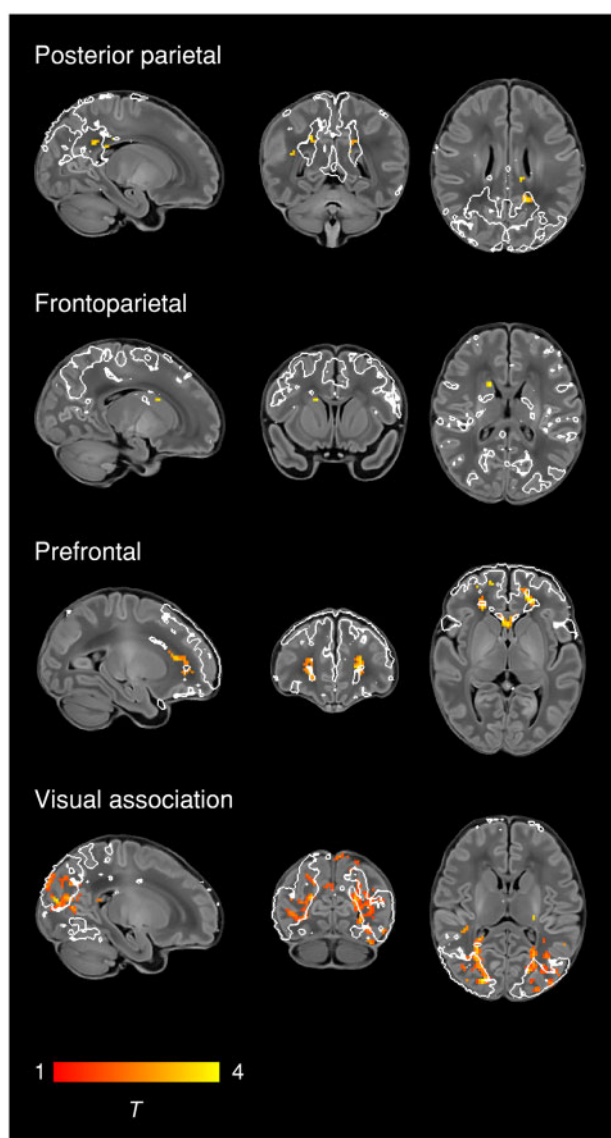 Posterior parietal
Frontoparietal
Prefrontal
Visual association
1 4
T